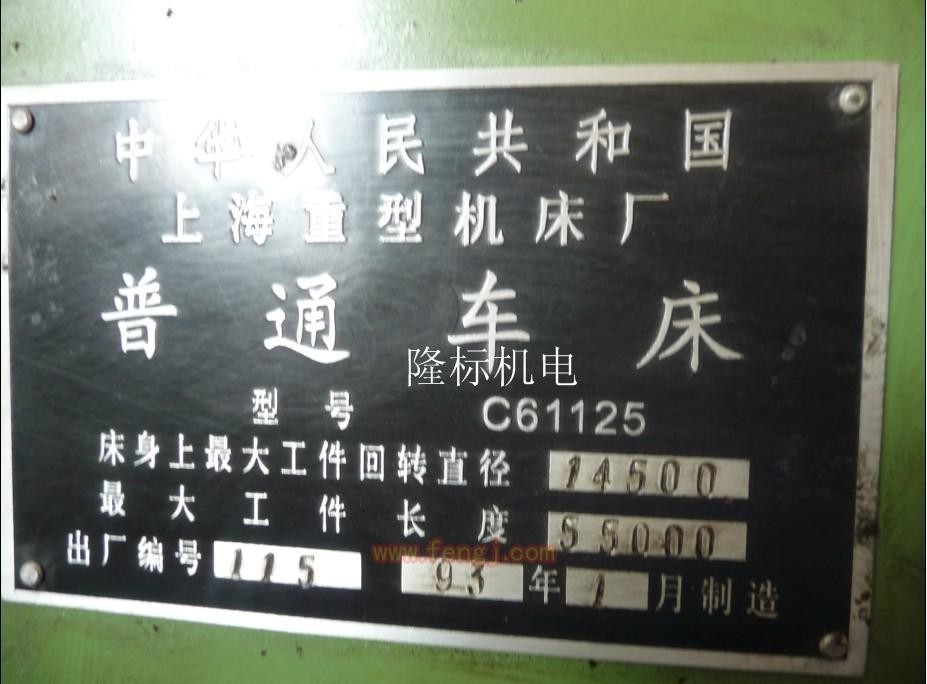 中华人民共和国
上海重型机床厂
普通车床
隆标机电
型号 C61125
床身上最大工件回转直径 14500
最大工件长度 55000
www.fengj.com
出厂编号 115 93年1月制造